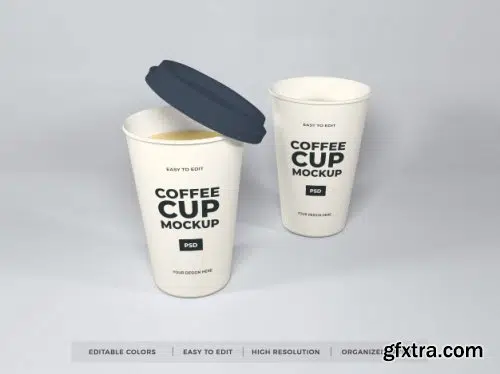 EASY TO EDIT
COFFEE
CUP
MOCKUP
PSD
YOUR DESIGN HERE
EASY TO EDIT
COFFEE
CUP
MOCKUP
PSD
YOUR DESIGN HERE
EDITABLE COLORS | EASY TO EDIT | HIGH RESOLUTION | ORGANIZED
gfxtra.com